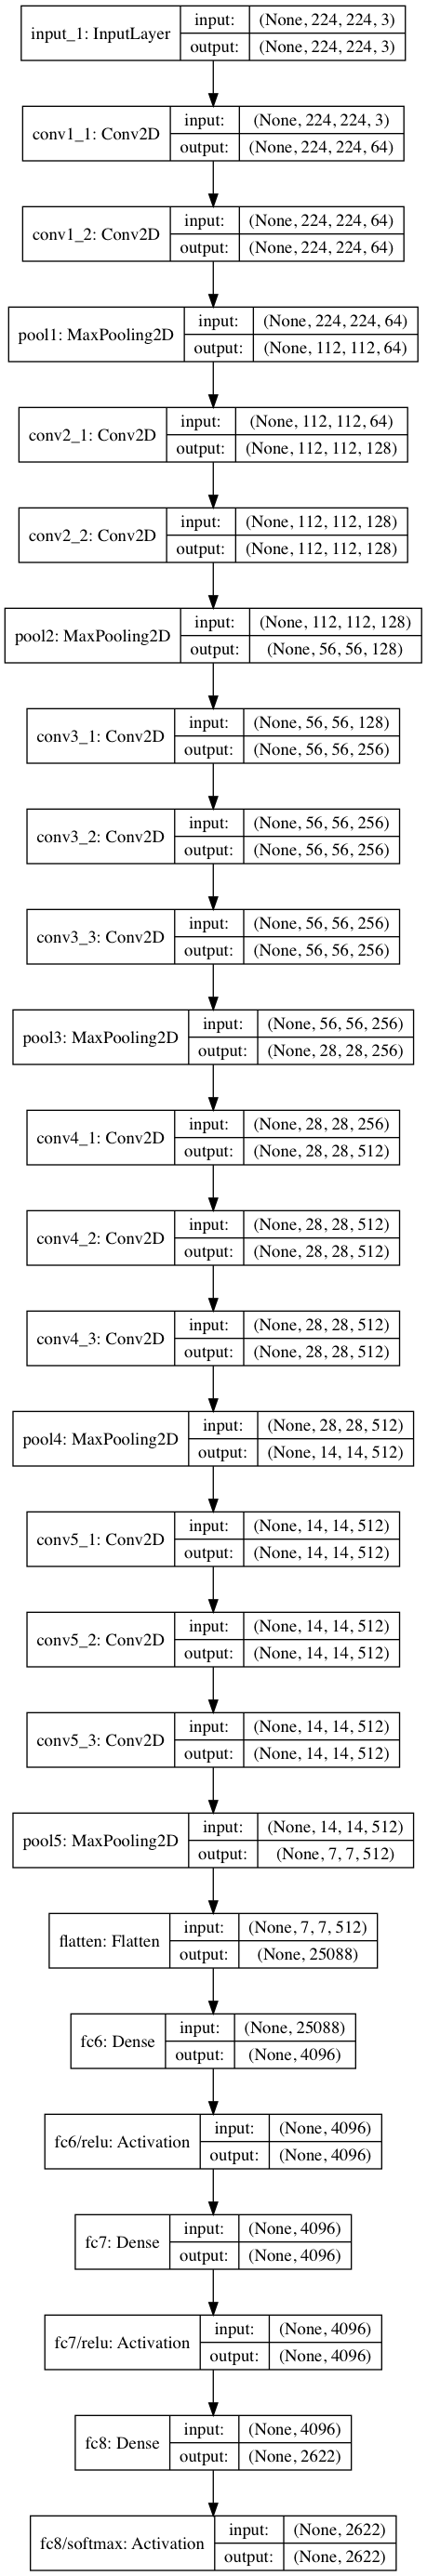 input_1: InputLayer
input:
(None, 224, 224, 3)
output:
(None, 224, 224, 3)
conv1_1: Conv2D
input:
(None, 224, 224, 3)
output:
(None, 224, 224, 64)
conv1_2: Conv2D
input:
(None, 224, 224, 64)
output:
(None, 224, 224, 64)
pool1: MaxPooling2D
input:
(None, 224, 224, 64)
output:
(None, 112, 112, 64)
conv2_1: Conv2D
input:
(None, 112, 112, 64)
output:
(None, 112, 112, 128)
conv2_2: Conv2D
input:
(None, 112, 112, 128)
output:
(None, 112, 112, 128)
pool2: MaxPooling2D
input:
(None, 112, 112, 128)
output:
(None, 56, 56, 128)
conv3_1: Conv2D
input:
(None, 56, 56, 128)
output:
(None, 56, 56, 256)
conv3_2: Conv2D
input:
(None, 56, 56, 256)
output:
(None, 56, 56, 256)
conv3_3: Conv2D
input:
(None, 56, 56, 256)
output:
(None, 56, 56, 256)
pool3: MaxPooling2D
input:
(None, 56, 56, 256)
output:
(None, 28, 28, 256)
conv4_1: Conv2D
input:
(None, 28, 28, 256)
output:
(None, 28, 28, 512)
conv4_2: Conv2D
input:
(None, 28, 28, 512)
output:
(None, 28, 28, 512)
conv4_3: Conv2D
input:
(None, 28, 28, 512)
output:
(None, 28, 28, 512)
pool4: MaxPooling2D
input:
(None, 28, 28, 512)
output:
(None, 14, 14, 512)
conv5_1: Conv2D
input:
(None, 14, 14, 512)
output:
(None, 14, 14, 512)
conv5_2: Conv2D
input:
(None, 14, 14, 512)
output:
(None, 14, 14, 512)
conv5_3: Conv2D
input:
(None, 14, 14, 512)
output:
(None, 14, 14, 512)
pool5: MaxPooling2D
input:
(None, 14, 14, 512)
output:
(None, 7, 7, 512)
flatten: Flatten
input:
(None, 7, 7, 512)
output:
(None, 25088)
fc6: Dense
input:
(None, 25088)
output:
(None, 4096)
fc6/relu: Activation
input:
(None, 4096)
output:
(None, 4096)
fc7: Dense
input:
(None, 4096)
output:
(None, 4096)
fc7/relu: Activation
input:
(None, 4096)
output:
(None, 4096)
fc8: Dense
input:
(None, 4096)
output:
(None, 2622)
fc8/softmax: Activation
input:
(None, 2622)
output:
(None, 2622)